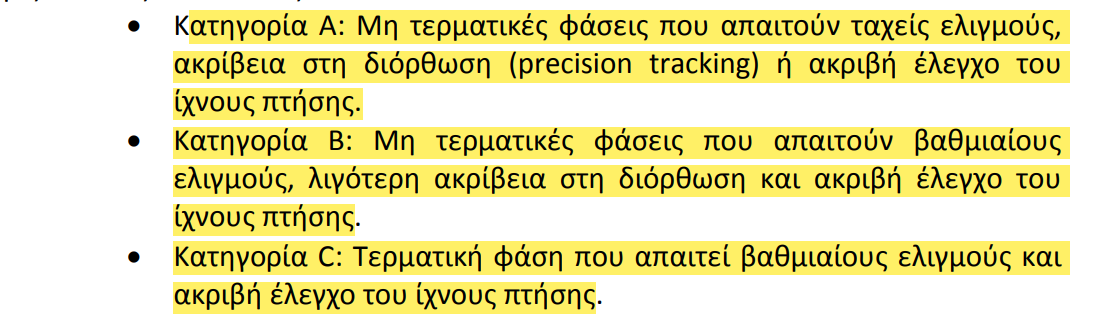 • Κατηγορία Α: Μη τερματικές φάσεις που απαιτούν ταχείς ελιγμούς,
ακρίβεια στη διόρθωση (precision tracking) ή ακριβή έλεγχο του
ίχνους πτήσης.
• Κατηγορία Β: Μη τερματικές φάσεις που απαιτούν βαθμιαίους
ελιγμούς, λιγότερη ακρίβεια στη διόρθωση και ακριβή έλεγχο του
ίχνους πτήσης.
• Κατηγορία C: Τερματική φάση που απαιτεί βαθμιαίους ελιγμούς και
ακριβή έλεγχο του ίχνους πτήσης.